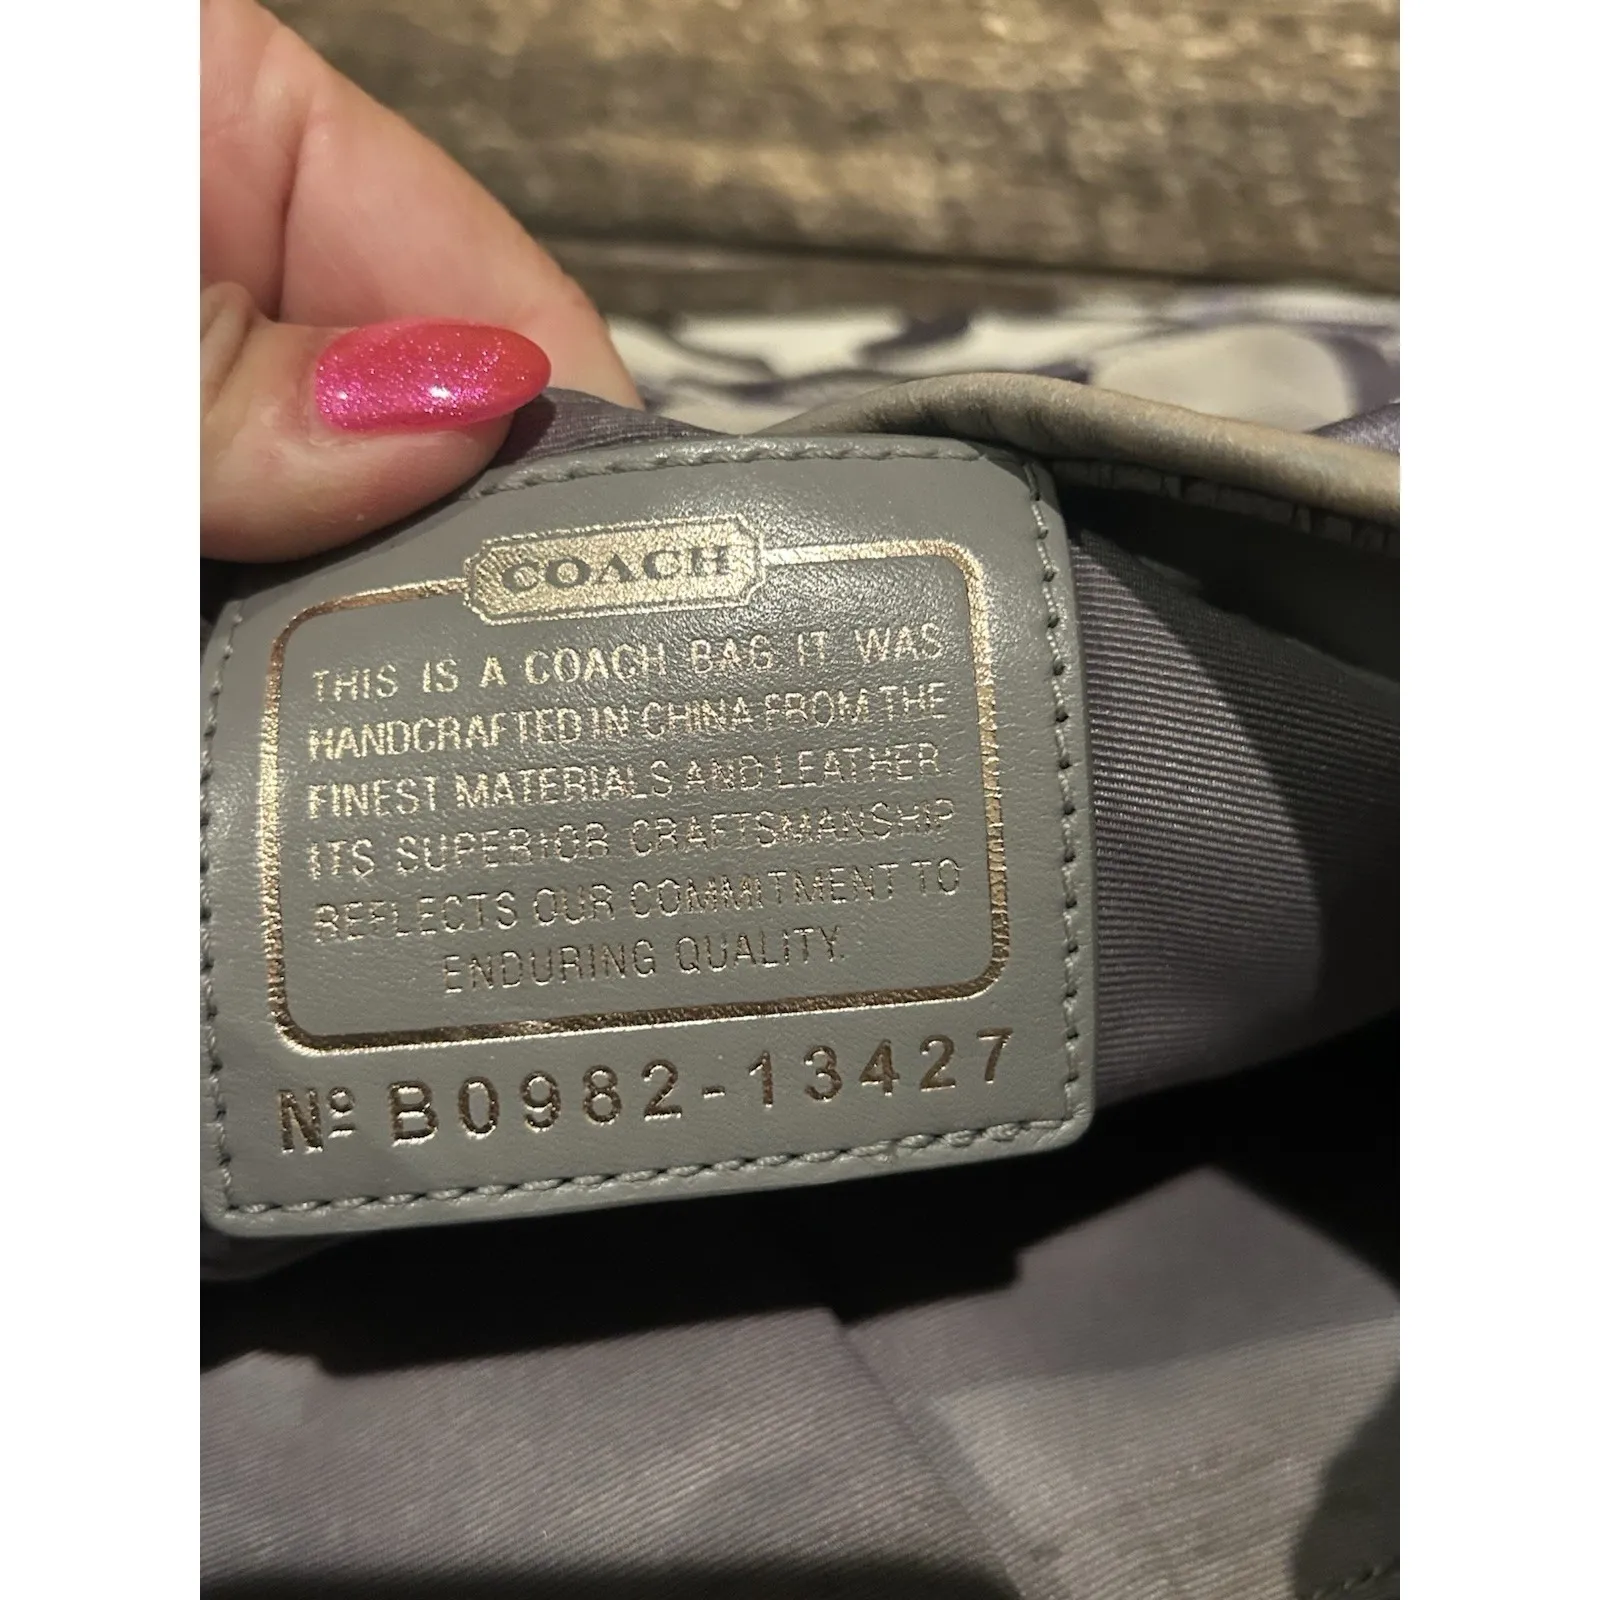 COACH
THIS IS A COACH BAG IT WAS
HANDCRAFTED IN CHINA FROM THE
FINEST MATERIALS AND LEATHER.
ITS SUPERIOR CRAFTSMANSHIP
REFLECTS OUR COMMITMENT TO
ENDURING QUALITY.
Nº B0982-13427